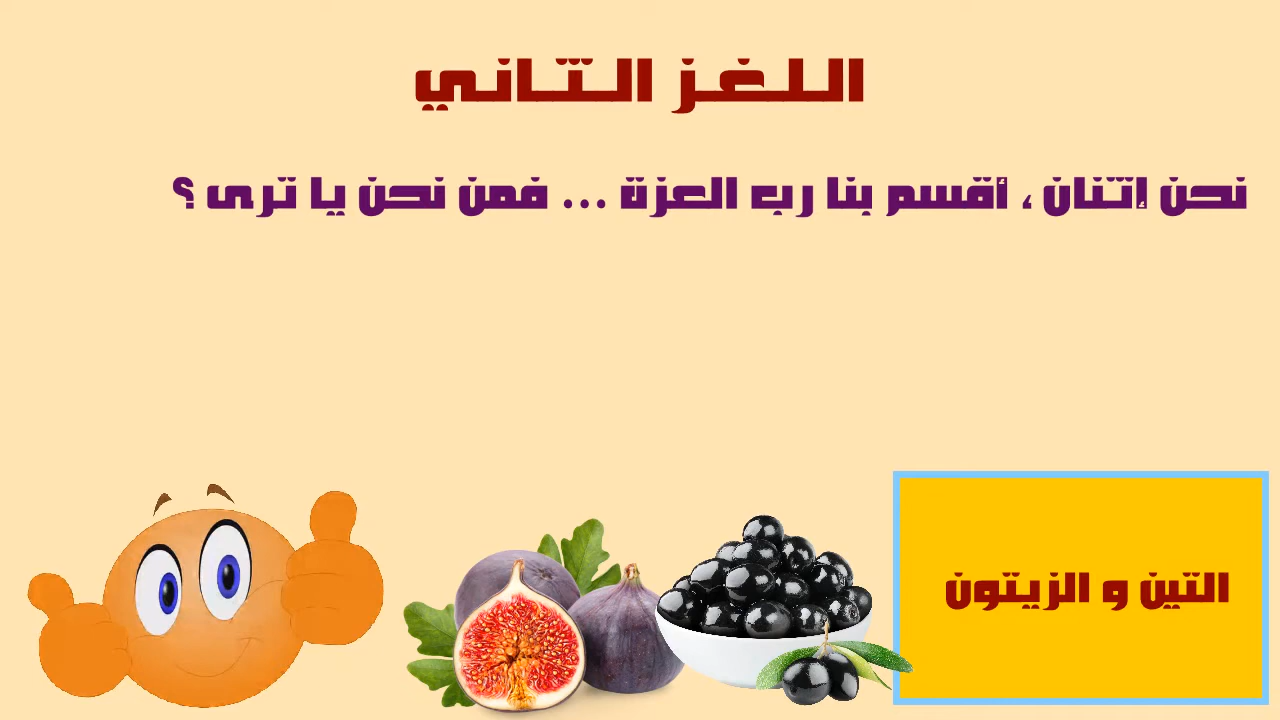 اللغز الثاني
نحن إثنان ، أقسم بنا رب العزة ... فمن نحن يا ترى ؟
التين و الزيتون